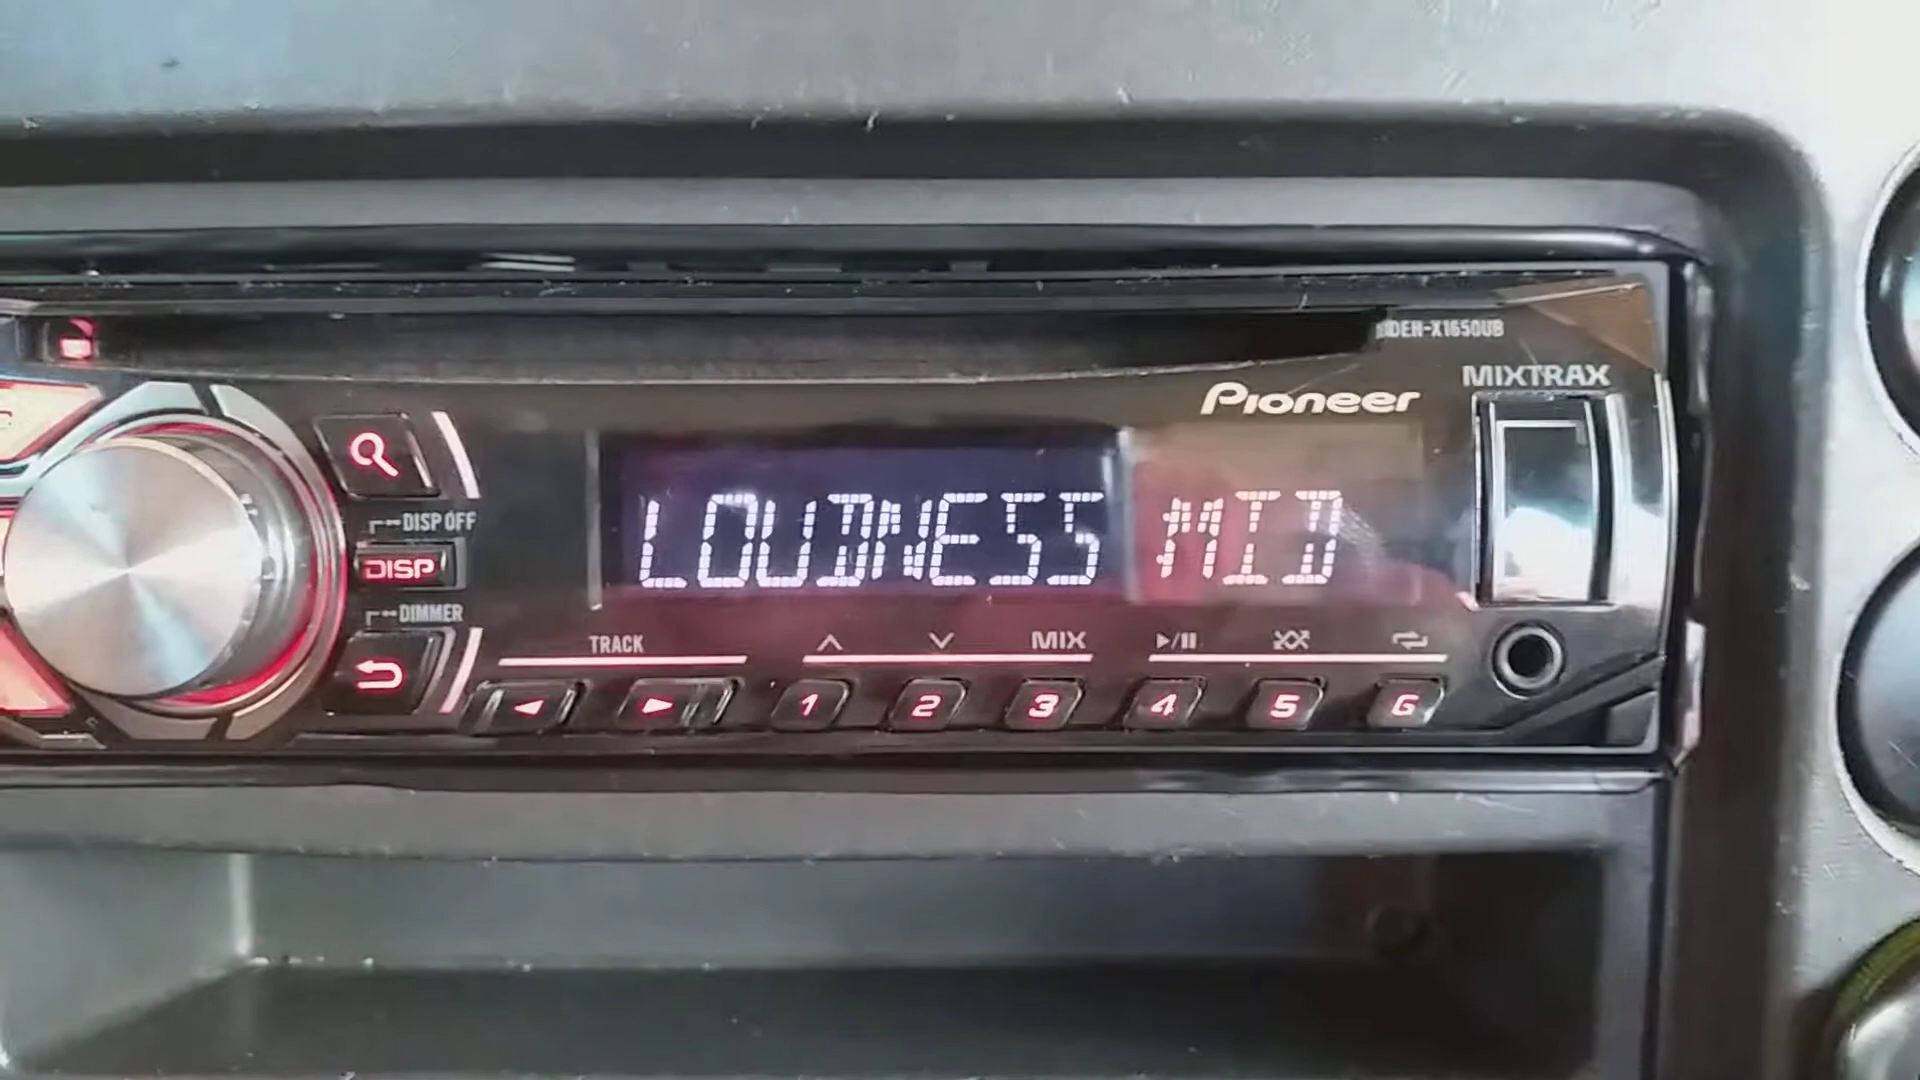 DEH-X1650UB
MIXTRAX
Pioneer
DISP OFF
LOUDNESS MID
DISP
DIMMER
TRACK
MIX
1 2 3 4 5 6